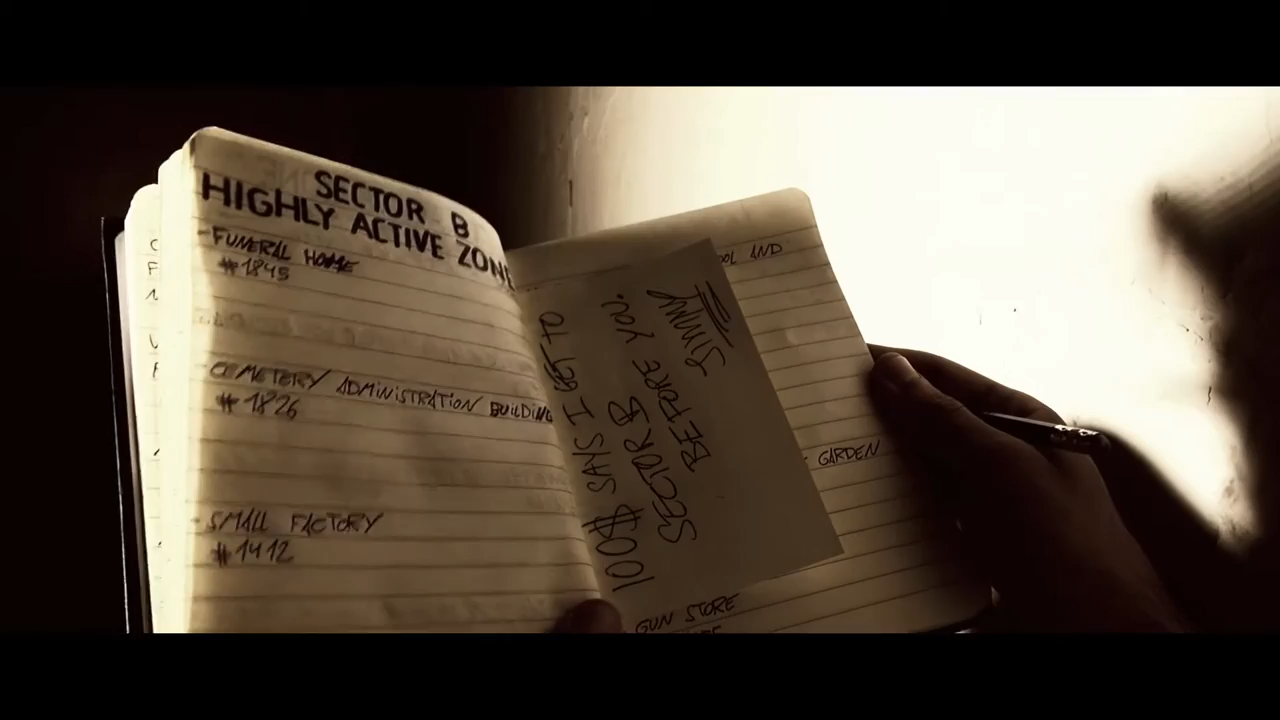 SECTOR B
HIGHLY ACTIVE ZONE
-FUNERAL HOME
#1845
-CEMETERY ADMINISTRATION BUILDING
#1826
-SMALL FACTORY
#1412
AND
100$ SAYS I GET TO
SECTOR B
BEFORE YOU.
JIMMY
- GARDEN
GUN STORE